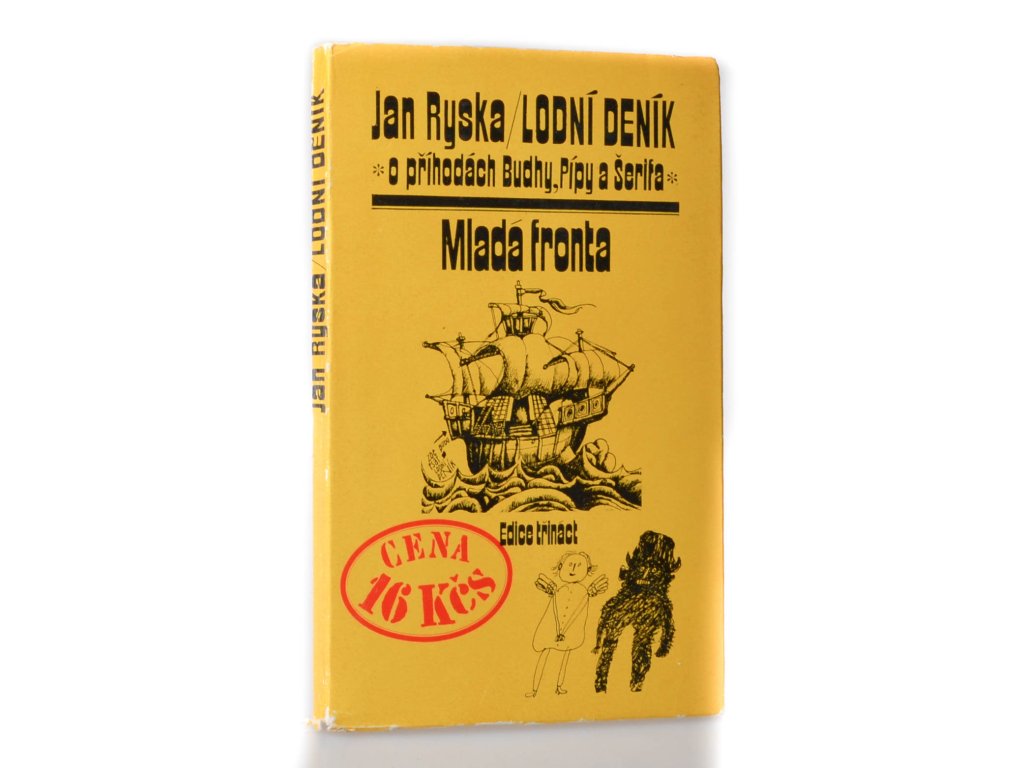 Jan Ryska/LODNÍ DENÍK
Jan Ryska/LODNÍ DENÍK
*o příhodách Budhy, Pípy a Šerifa*
Mladá fronta
Edice třináct
CENA
16 Kčs